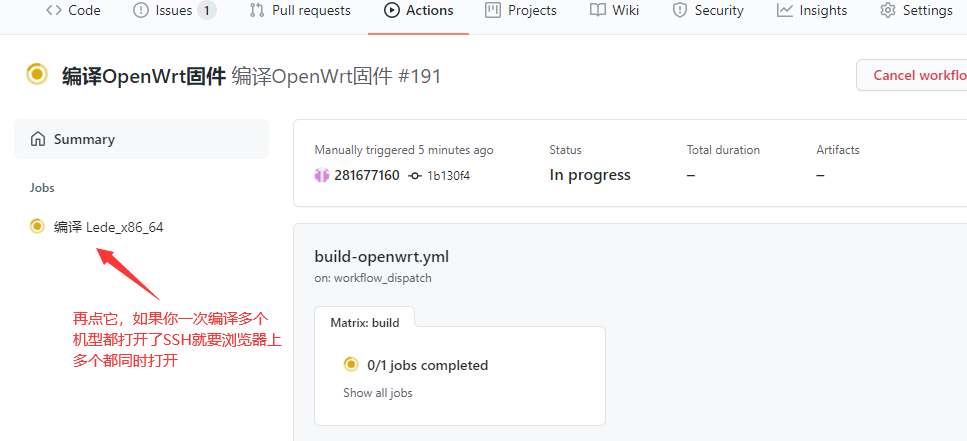 Code Issues 1 Pull requests Actions Projects Wiki Security Insights Settings
编译OpenWrt固件 编译OpenWrt固件 #191
Cancel workflo
Summary
Jobs
编译 Lede_x86_64
再点它，如果你一次编译多个
机型都打开了SSH就要浏览器上
多个都同时打开
Manually triggered 5 minutes ago Status Total duration Artifacts
281677160 1b130f4 In progress – –
build-openwrt.yml
on: workflow_dispatch
Matrix: build
0/1 jobs completed
Show all jobs